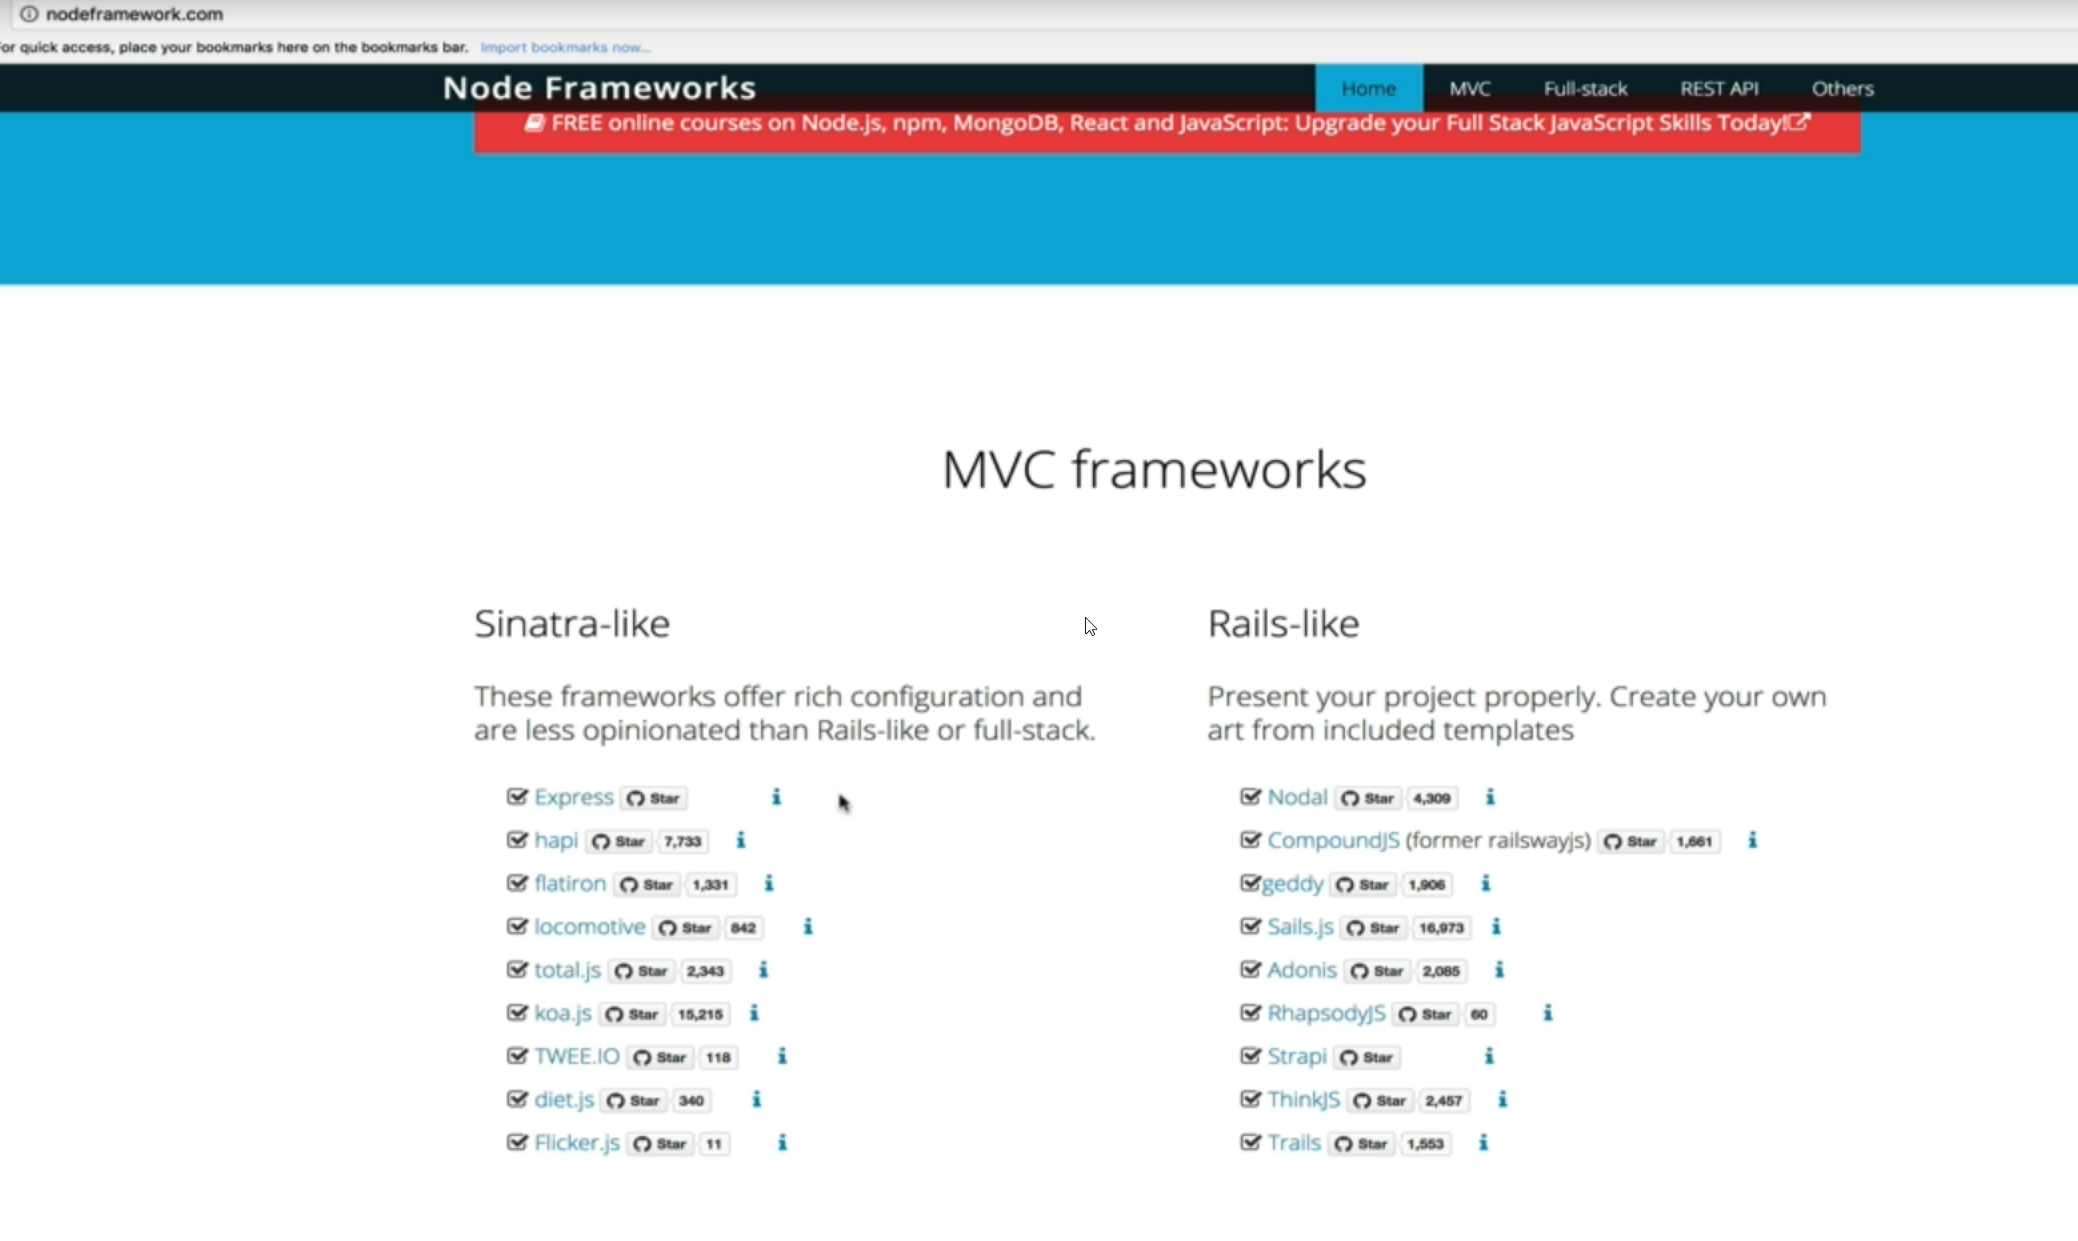 nodeframework.com
or quick access, place your bookmarks here on the bookmarks bar. Import bookmarks now...
Node Frameworks
Home MVC Full-stack REST API Others
FREE online courses on Node.js, npm, MongoDB, React and JavaScript: Upgrade your Full Stack JavaScript Skills Today!
MVC frameworks
Sinatra-like
These frameworks offer rich configuration and
are less opinionated than Rails-like or full-stack.
Express Star
hapi Star 7,733
flatiron Star 1,331
locomotive Star 842
total.js Star 2,343
koa.js Star 15,215
TWEE.IO Star 118
diet.js Star 340
Flicker.js Star 11
Rails-like
Present your project properly. Create your own
art from included templates
Nodal Star 4,309
CompoundJS (former railswayjs) Star 1,661
geddy Star 1,906
Sails.js Star 16,973
Adonis Star 2,085
RhapsodyJS Star 60
Strapi Star
ThinkJS Star 2,457
Trails Star 1,553